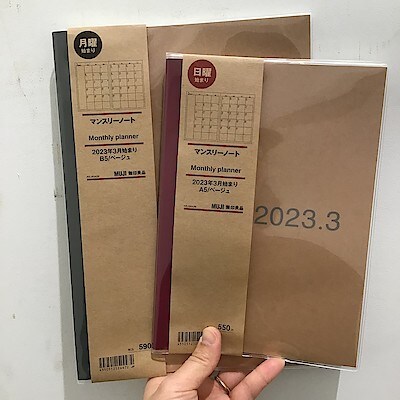 月曜
始まり
マンスリーノート
Monthly planner
2023年3月始まり
B5/ベージュ
MUJI 無印良品
590
日曜
始まり
マンスリーノート
Monthly planner
2023年3月始まり
A5/ベージュ
MUJI 無印良品
550
2023.3